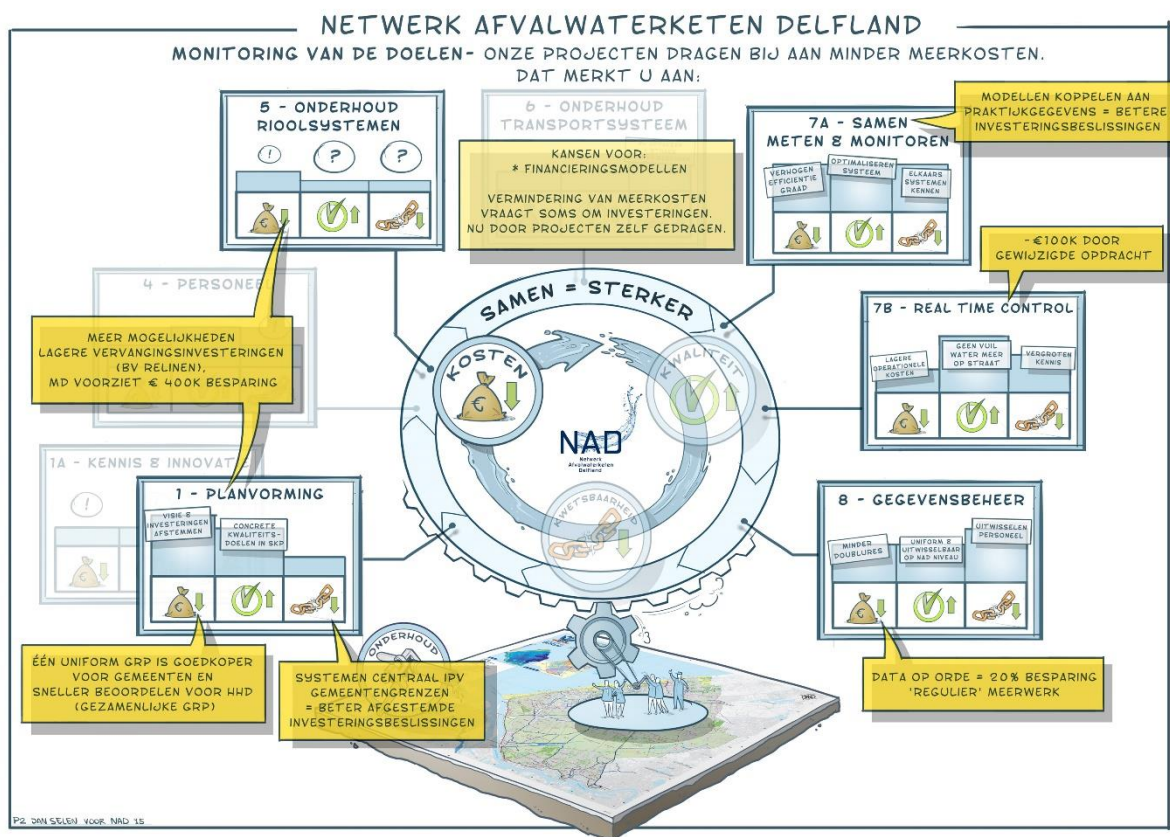 NETWERK AFVALWATERKETEN DELFLAND
MONITORING VAN DE DOELEN- ONZE PROJECTEN DRAGEN BIJ AAN MINDER MEERKOSTEN.
DAT MERKT U AAN:
5 - ONDERHOUD
RIOOLSYSTEMEN
!
?
?
€
6 - ONDERHOUD
TRANSPORTSYSTEEM
KANSEN VOOR:
* FINANCIERINGSMODELLEN
VERMINDERING VAN MEERKOSTEN
VRAAGT SOMS OM INVESTERINGEN.
NU DOOR PROJECTEN ZELF GEDRAGEN.
7A - SAMEN
METEN & MONITOREN
VERHOGEN
EFFICIENTIE
GRAAD
OPTIMALISEREN
SYSTEEM
ELKAARS
SYSTEMEN
KENNEN
€
MODELLEN KOPPELEN AAN
PRAKTIJKGEGEVENS = BETERE
INVESTERINGSBESLISSINGEN
- €100K DOOR
GEWIJZIGDE OPDRACHT
7B - REAL TIME CONTROL
LAGERE
OPERATIONELE
KOSTEN
GEEN VUIL
WATER MEER
OP STRAAT
VERGROTEN
KENNIS
€
4 - PERSONEEL
MEER MOGELIJKHEDEN
LAGERE VERVANGINGSINVESTERINGEN
(BV RELINEN),
MD VOORZIET € 400K BESPARING
SAMEN = STERKER
KOSTEN
€
KWALITEIT
KWETSBAARHEID
NAD
Netwerk
Afvalwaterketen
Delfland
1A - KENNIS & INNOVATIE
!
1 - PLANVORMING
VISIE &
INVESTERINGEN
AFSTEMMEN
CONCRETE
KWALITEITS-
DOELEN IN SKP
€
8 - GEGEVENSBEHEER
MINDER
DOUBLURES
UNIFORM &
UITWISSELBAAR
OP NAD NIVEAU
UITWISSELEN
PERSONEEL
€
ÉÉN UNIFORM GRP IS GOEDKOPER
VOOR GEMEENTEN EN
SNELLER BEOORDELEN VOOR HHD
(GEZAMENLIJKE GRP)
ONDERHOUD
SYSTEMEN CENTRAAL IPV
GEMEENTENGRENZEN
= BETER AFGESTEMDE
INVESTERINGSBESLISSINGEN
DATA OP ORDE = 20% BESPARING
'REGULIER' MEERWERK
P2 DAN SELEN VOOR NAD 15